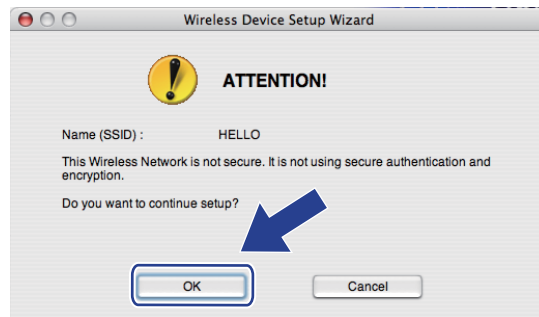 Wireless Device Setup Wizard
ATTENTION!
Name (SSID) : HELLO
This Wireless Network is not secure. It is not using secure authentication and
encryption.
Do you want to continue setup?
OK Cancel